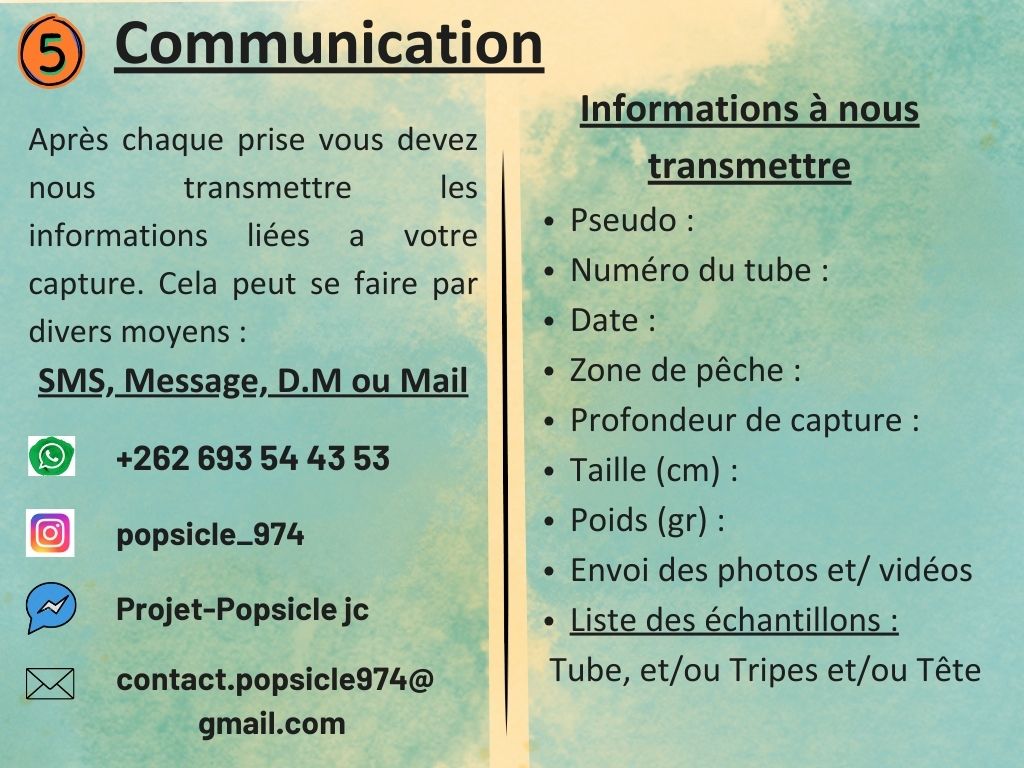 5
Communication
Après chaque prise vous devez
nous transmettre les
informations liées a votre
capture. Cela peut se faire par
divers moyens :
SMS, Message, D.M ou Mail
+262 693 54 43 53
popsicle_974
Projet-Popsicle jc
contact.popsicle974@
gmail.com
Informations à nous
transmettre
• Pseudo :
• Numéro du tube :
• Date :
• Zone de pêche :
• Profondeur de capture :
• Taille (cm) :
• Poids (gr) :
• Envoi des photos et/ vidéos
• Liste des échantillons :
Tube, et/ou Tripes et/ou Tête